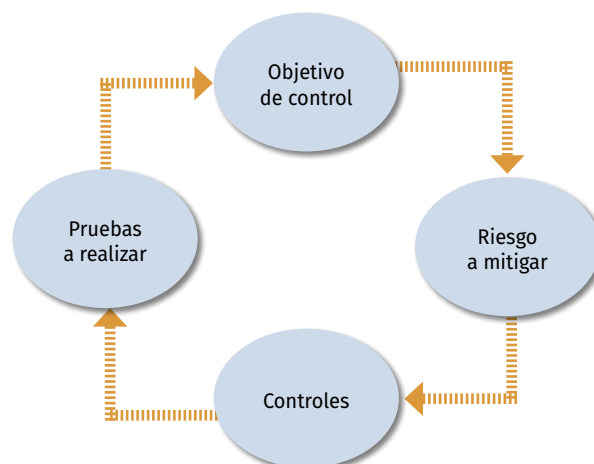 Objetivo
de control
Riesgo
a mitigar
Controles
Pruebas
a realizar